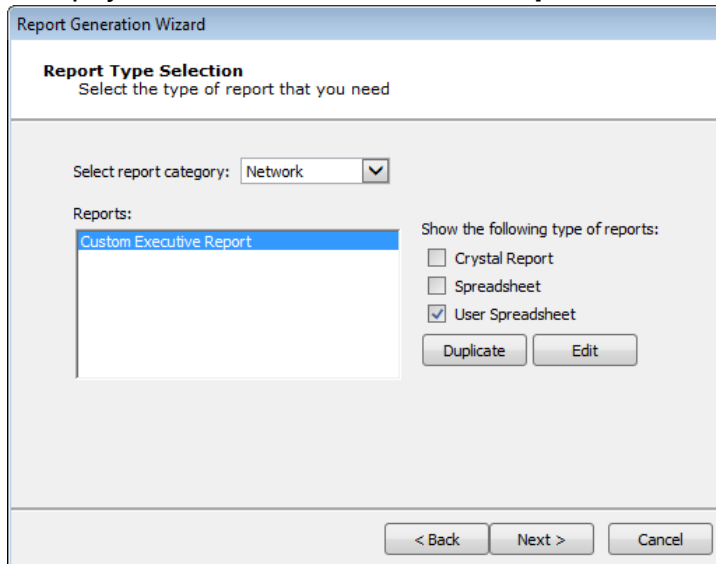 Report Generation Wizard
Report Type Selection
Select the type of report that you need
Select report category: Network
Reports:
Custom Executive Report
Show the following type of reports:
Crystal Report
Spreadsheet
User Spreadsheet
Duplicate Edit
< Back Next > Cancel